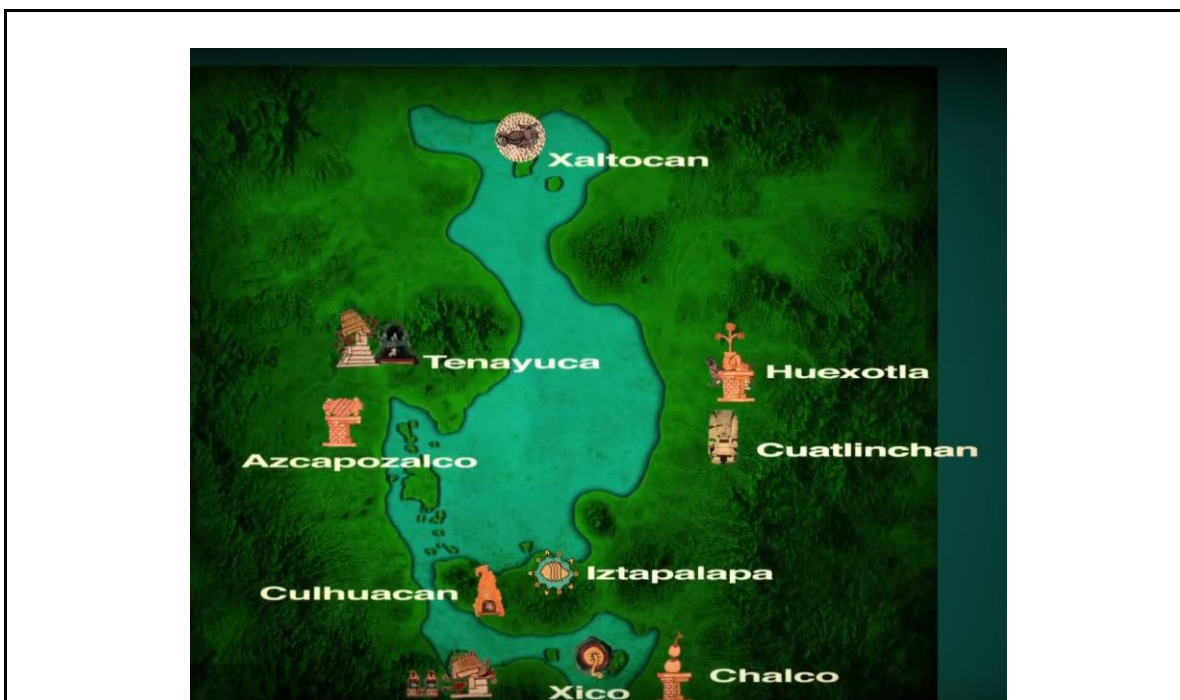 Xaltocan
Tenayuca
Huexotla
Azcapozalco
Cuatlinchan
Culhuacan
Iztapalapa
Xico
Chalco